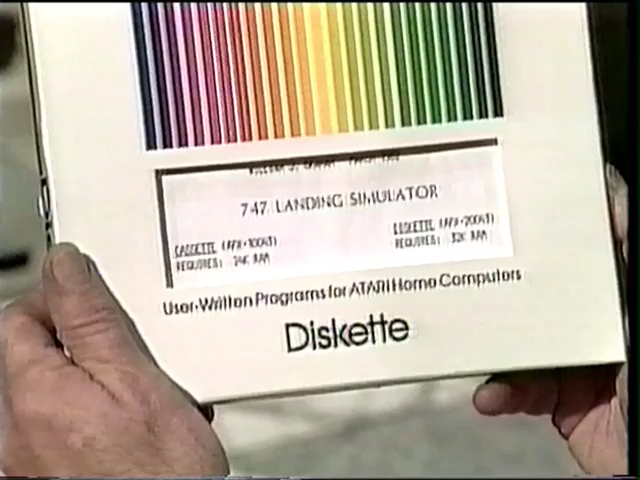 747 LANDING SIMULATOR
CASSETTE (APX-10043)
REQUIRES: 24K RAM
DISKETTE (APX-20043)
REQUIRES: 32K RAM
User-Written Programs for ATARI Home Computers
Diskette